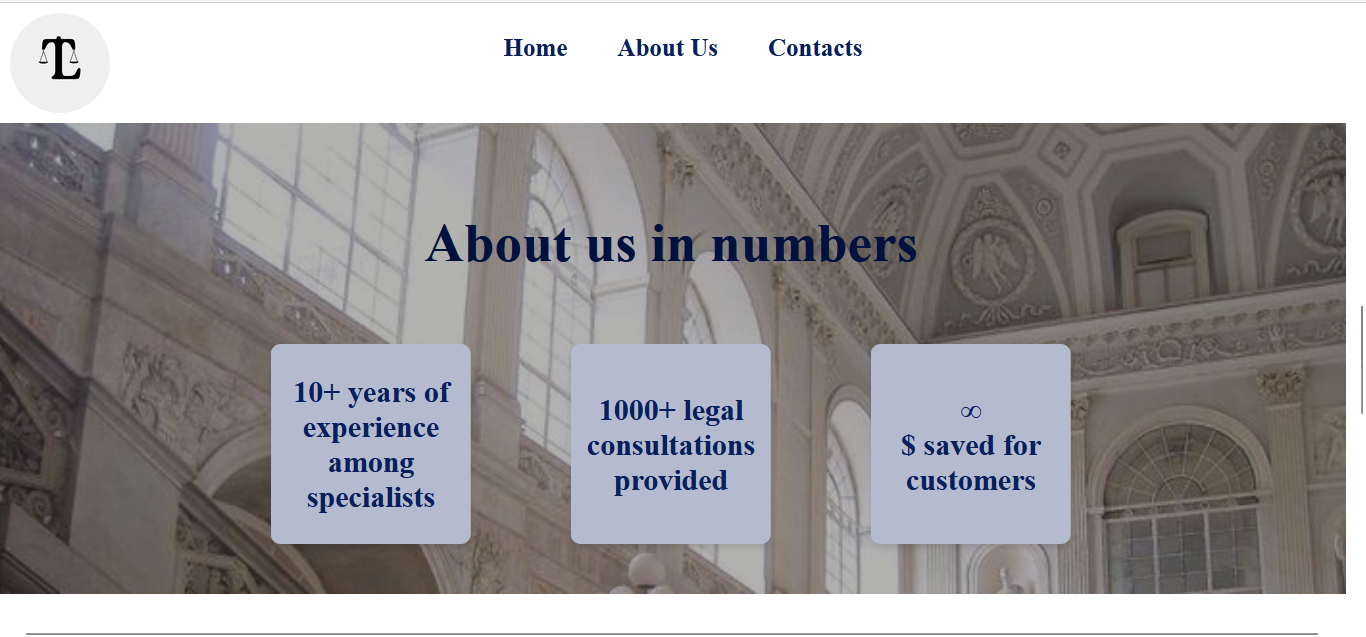 TL
Home About Us Contacts
About us in numbers
10+ years of
experience
among
specialists
1000+ legal
consultations
provided
∞
$ saved for
customers